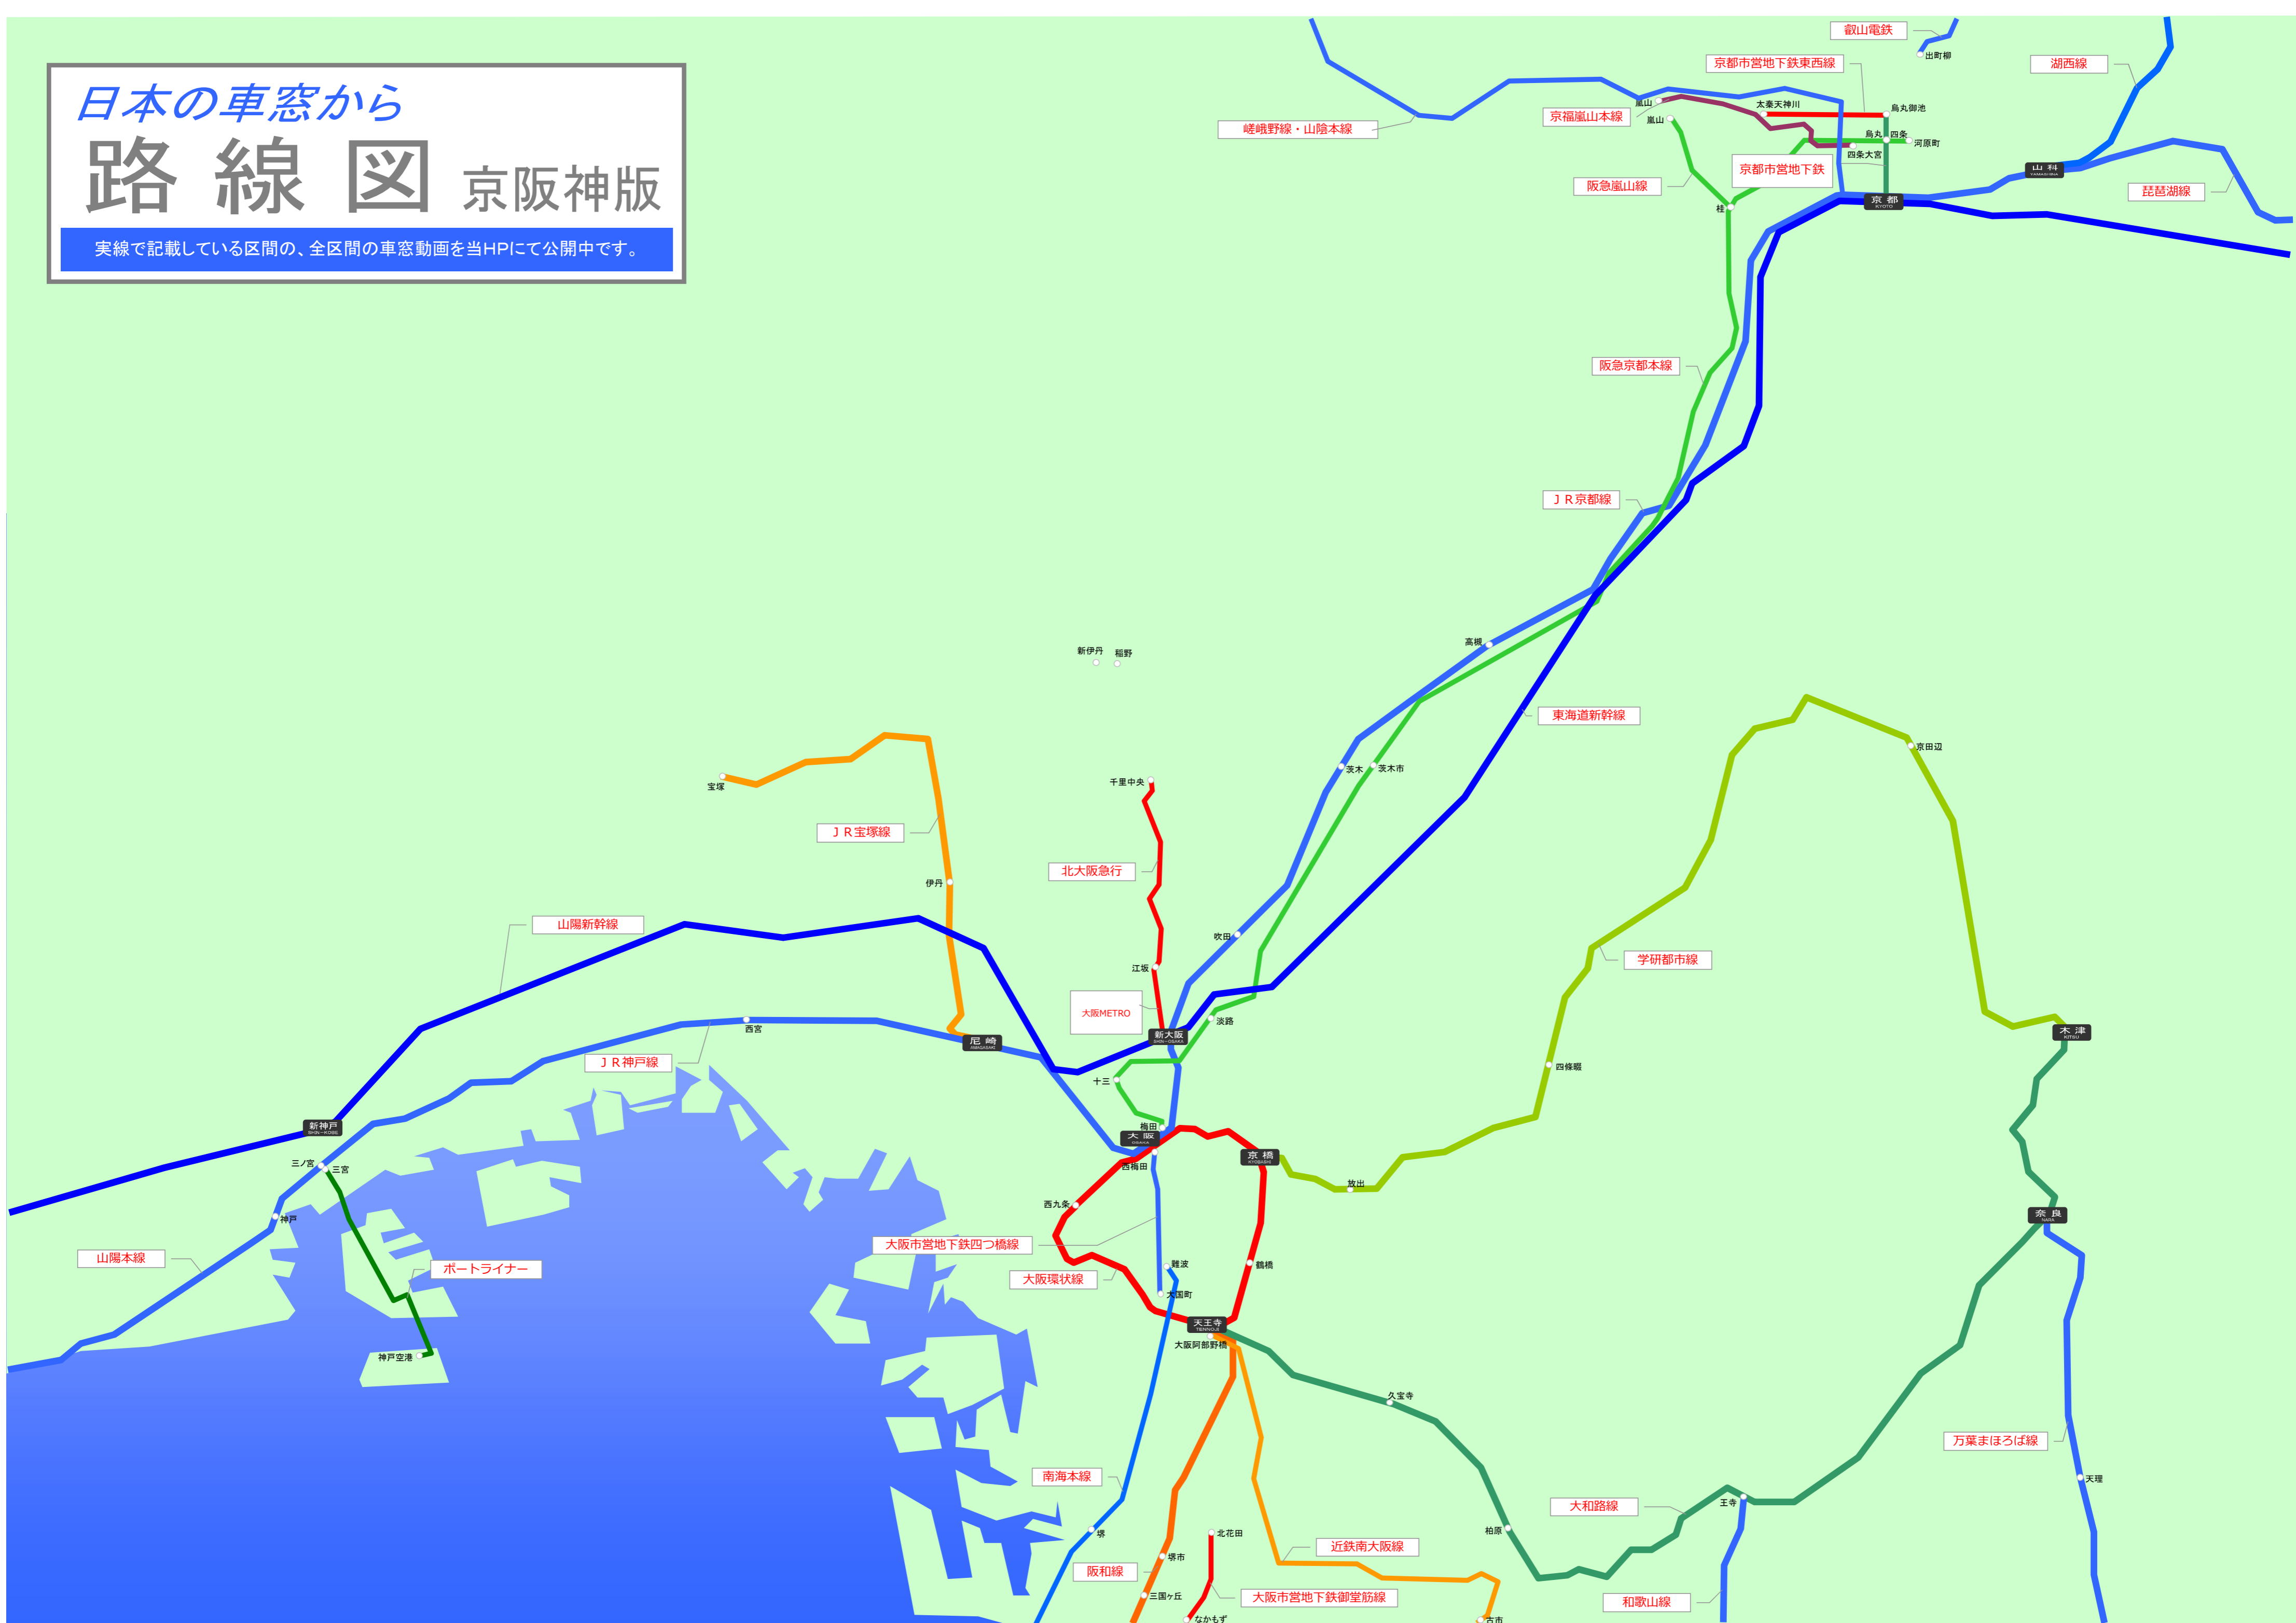 日本の車窓から
路線図 京阪神版
実線で記載している区間の、全区間の車窓動画を当HPにて公開中です。
叡山電鉄
出町柳
京都市営地下鉄東西線
湖西線
嵐山
太秦天神川
烏丸御池
京福嵐山本線
嵯峨野線・山陰本線
嵐山
烏丸
四条
河原町
四条大宮
京都市営地下鉄
山科
YAMASHINA
阪急嵐山線
琵琶湖線
桂
京都
KYOTO
阪急京都本線
JR京都線
高槻
新伊丹
稲野
東海道新幹線
京田辺
茨木
茨木市
宝塚
千里中央
JR宝塚線
北大阪急行
伊丹
山陽新幹線
吹田
学研都市線
江坂
大阪METRO
淡路
西宮
新大阪
SHIN-OSAKA
木津
KITSU
尼崎
AMAGASAKI
JR神戸線
四條畷
十三
新神戸
SHIN-KOBE
梅田
大阪
OSAKA
京橋
KYOBASHI
三ノ宮
三宮
西梅田
放出
西九条
神戸
奈良
NARA
大阪市営地下鉄四つ橋線
山陽本線
ポートライナー
難波
鶴橋
大阪環状線
大国町
天王寺
TENNOJI
大阪阿部野橋
神戸空港
久宝寺
万葉まほろば線
南海本線
天理
大和路線
王寺
堺
北花田
柏原
近鉄南大阪線
堺市
阪和線
三国ヶ丘
大阪市営地下鉄御堂筋線
和歌山線
なかもず
古市